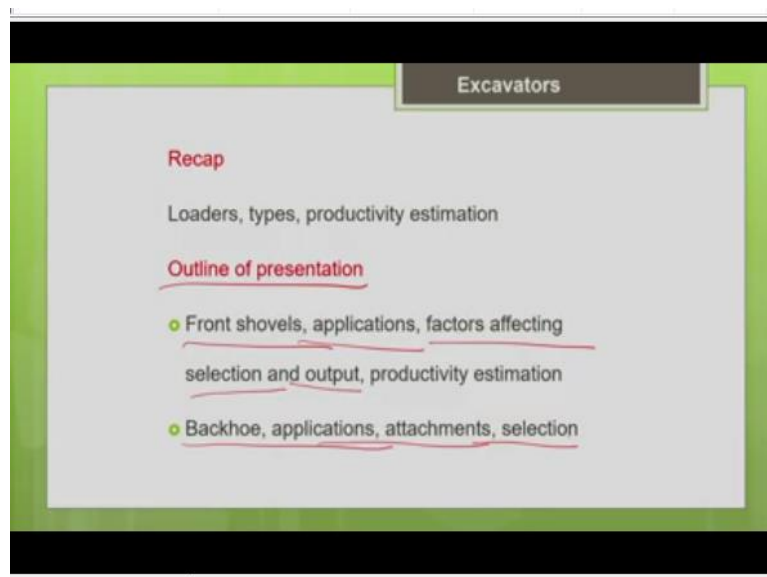 Excavators
Recap
Loaders, types, productivity estimation
Outline of presentation
Front shovels, applications, factors affecting
selection and output, productivity estimation
Backhoe, applications, attachments, selection